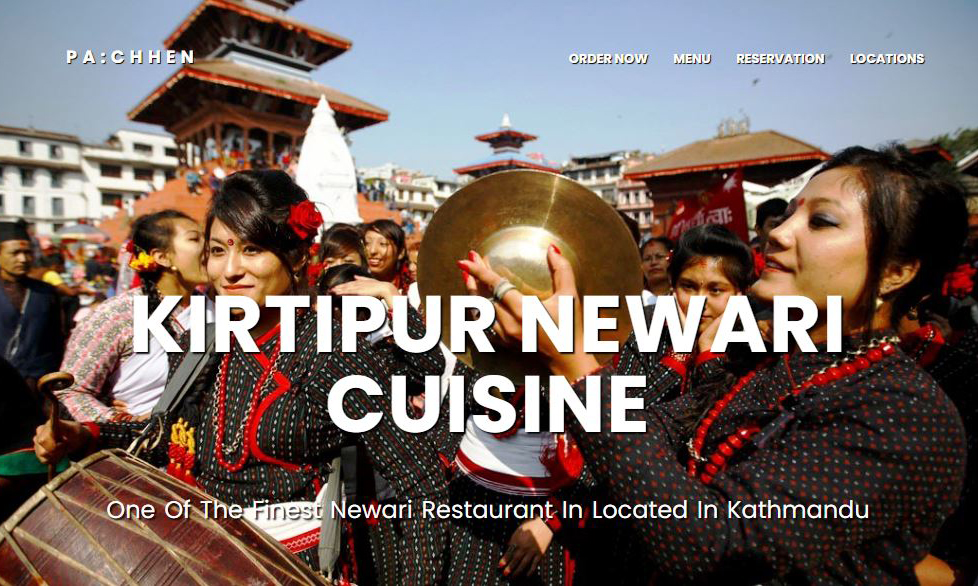 PA:CHHEN
ORDER NOW MENU RESERVATION LOCATIONS
KIRTIPUR NEWARI
CUISINE
One Of The Finest Newari Restaurant In Located In Kathmandu